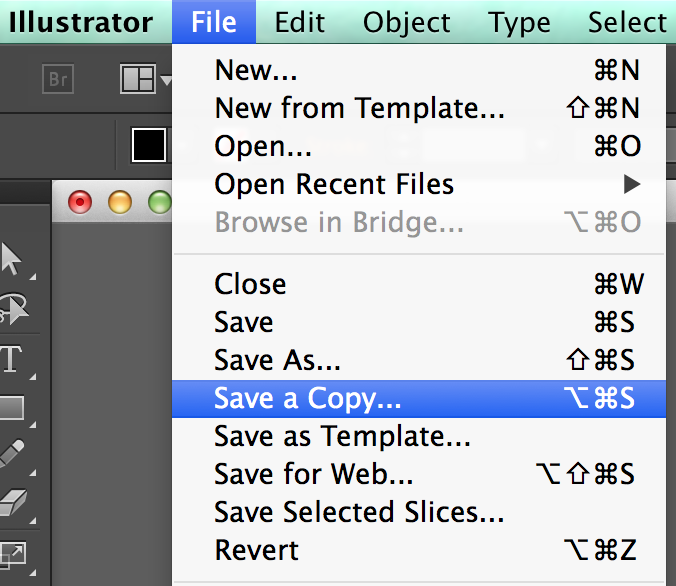 Illustrator File Edit Object Type Select
Br
New... ⌘N
New from Template... ⇧⌘N
Open... ⌘O
Open Recent Files ▶
Browse in Bridge... ⌥⌘O
Close ⌘W
Save ⌘S
Save As... ⇧⌘S
Save a Copy... ⌥⌘S
Save as Template...
Save for Web... ⌥⇧⌘S
Save Selected Slices...
Revert ⌥⌘Z
T